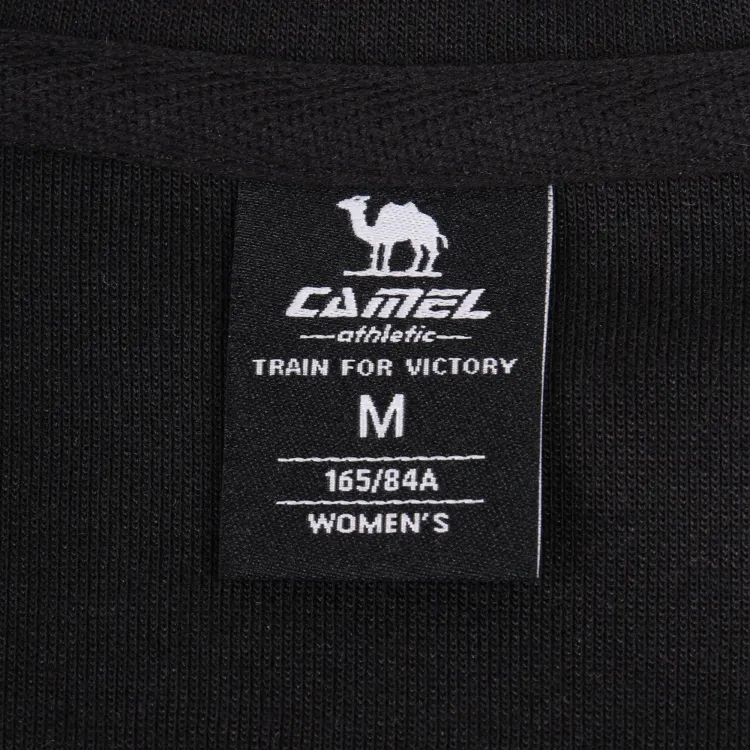 CAMEL
athletic
TRAIN FOR VICTORY
M
165/84A
WOMEN'S